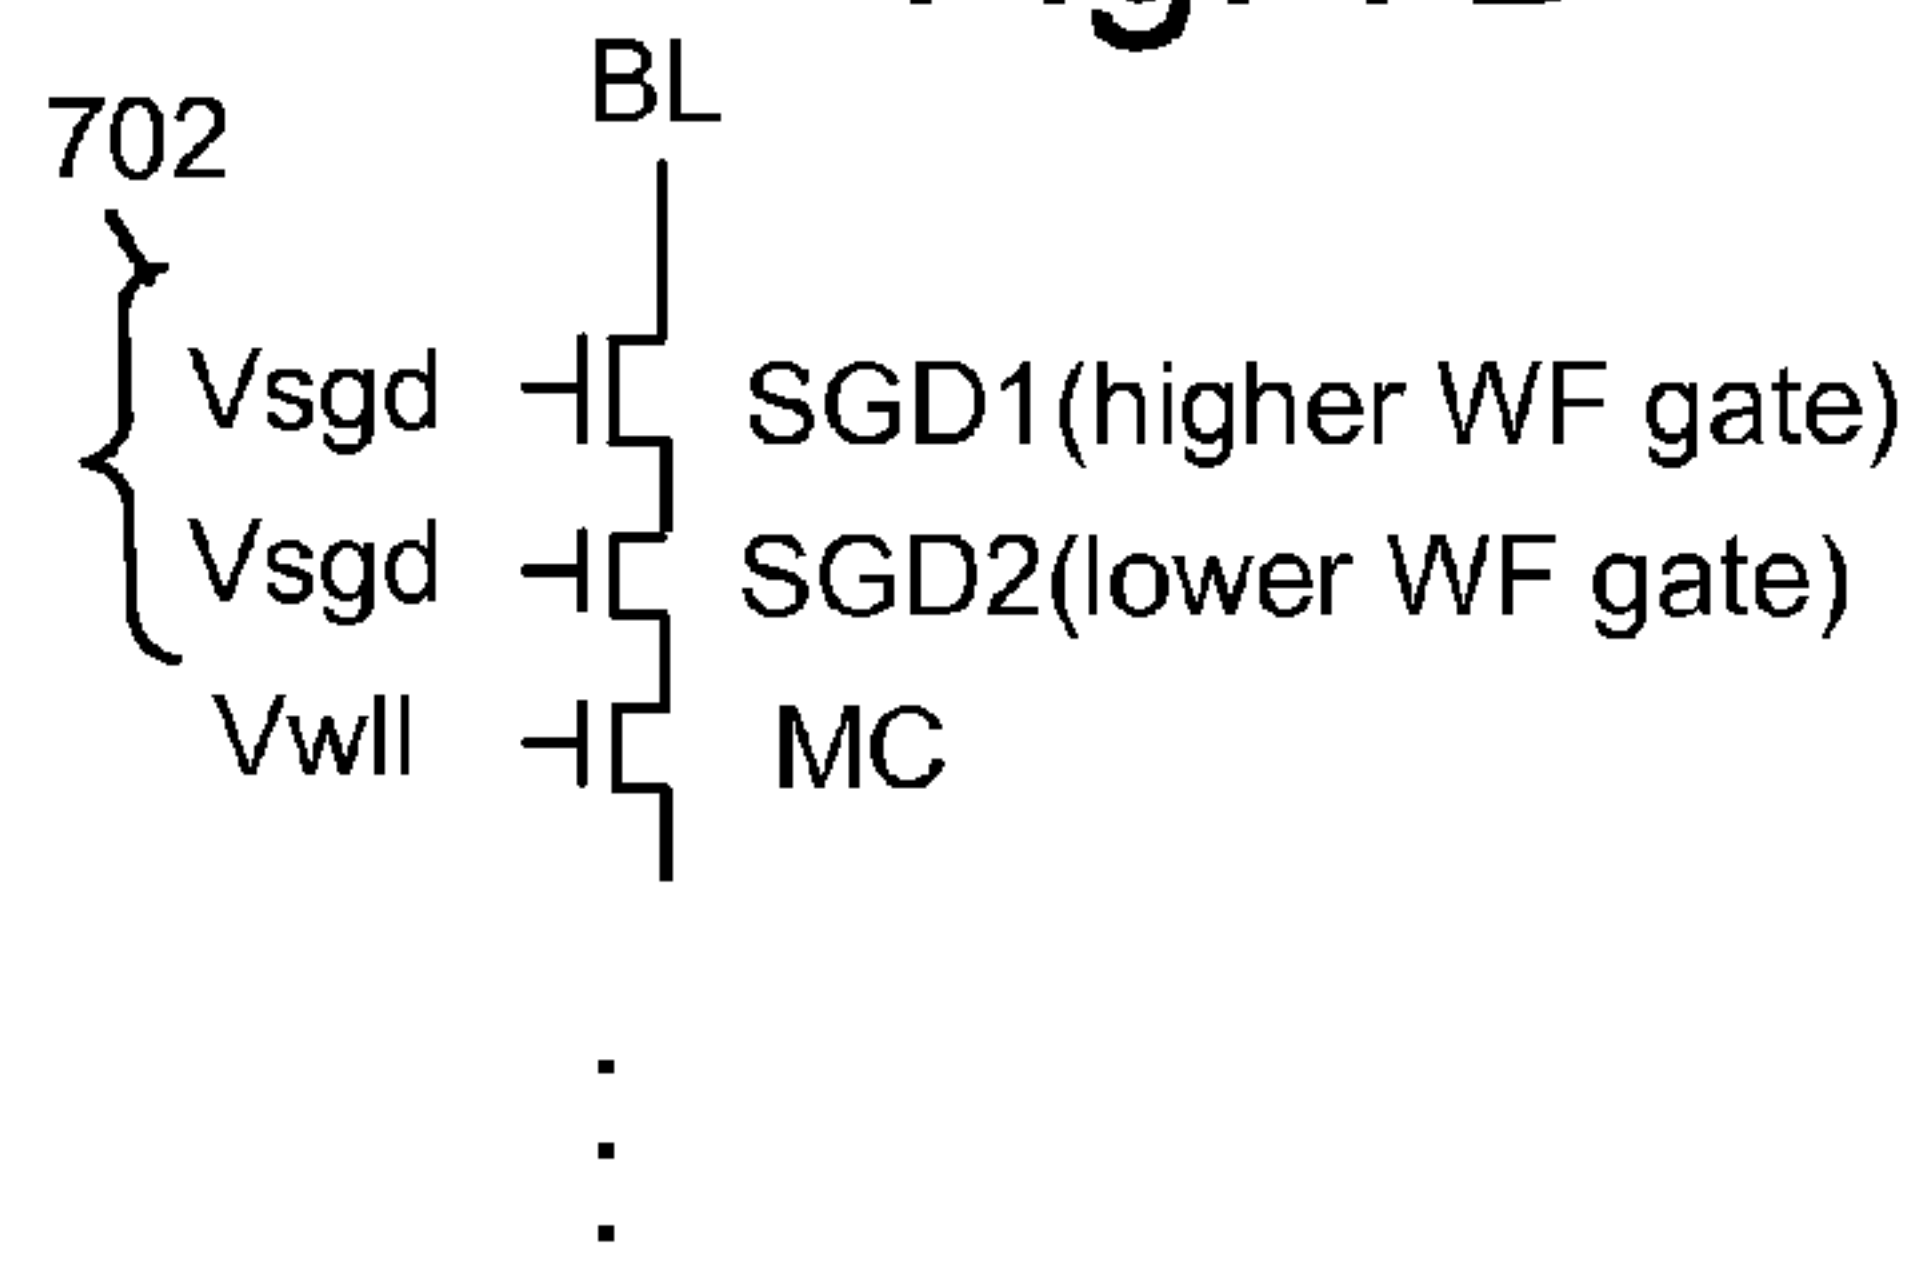 BL
702
Vsgd SGD1(higher WF gate)
Vsgd SGD2(lower WF gate)
Vwll MC